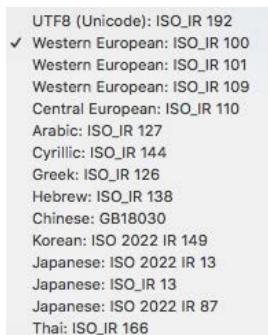 UTF8 (Unicode): ISO_IR 192
✓ Western European: ISO_IR 100
Western European: ISO_IR 101
Western European: ISO_IR 109
Central European: ISO_IR 110
Arabic: ISO_IR 127
Cyrillic: ISO_IR 144
Greek: ISO_IR 126
Hebrew: ISO_IR 138
Chinese: GB18030
Korean: ISO 2022 IR 149
Japanese: ISO 2022 IR 13
Japanese: ISO_IR 13
Japanese: ISO 2022 IR 87
Thai: ISO_IR 166